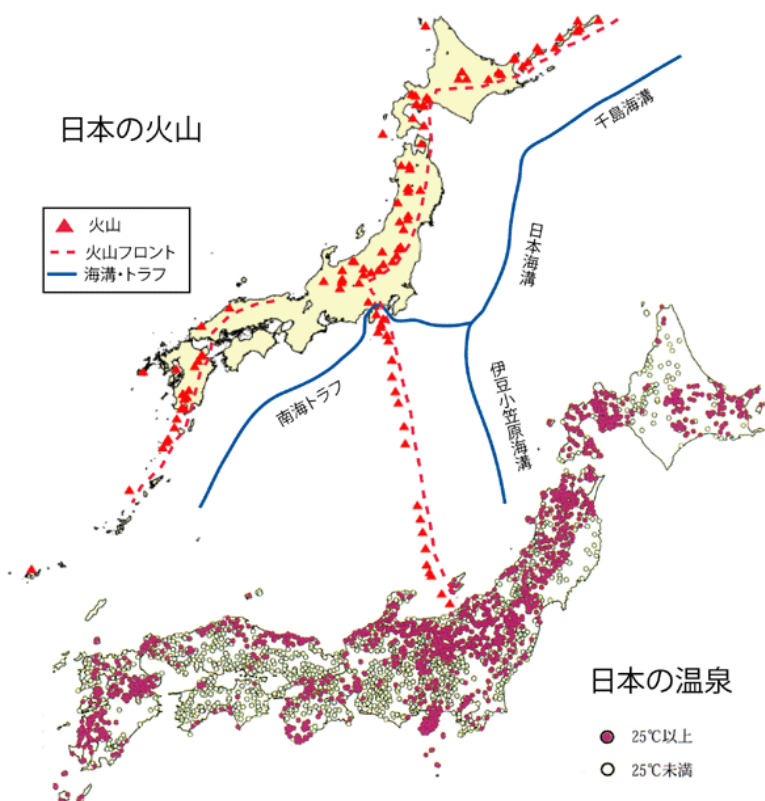 日本の火山
火山
火山フロント
海溝・トラフ
千島海溝
日本海溝
伊豆小笠原海溝
南海トラフ
日本の温泉
25℃以上
25℃未満